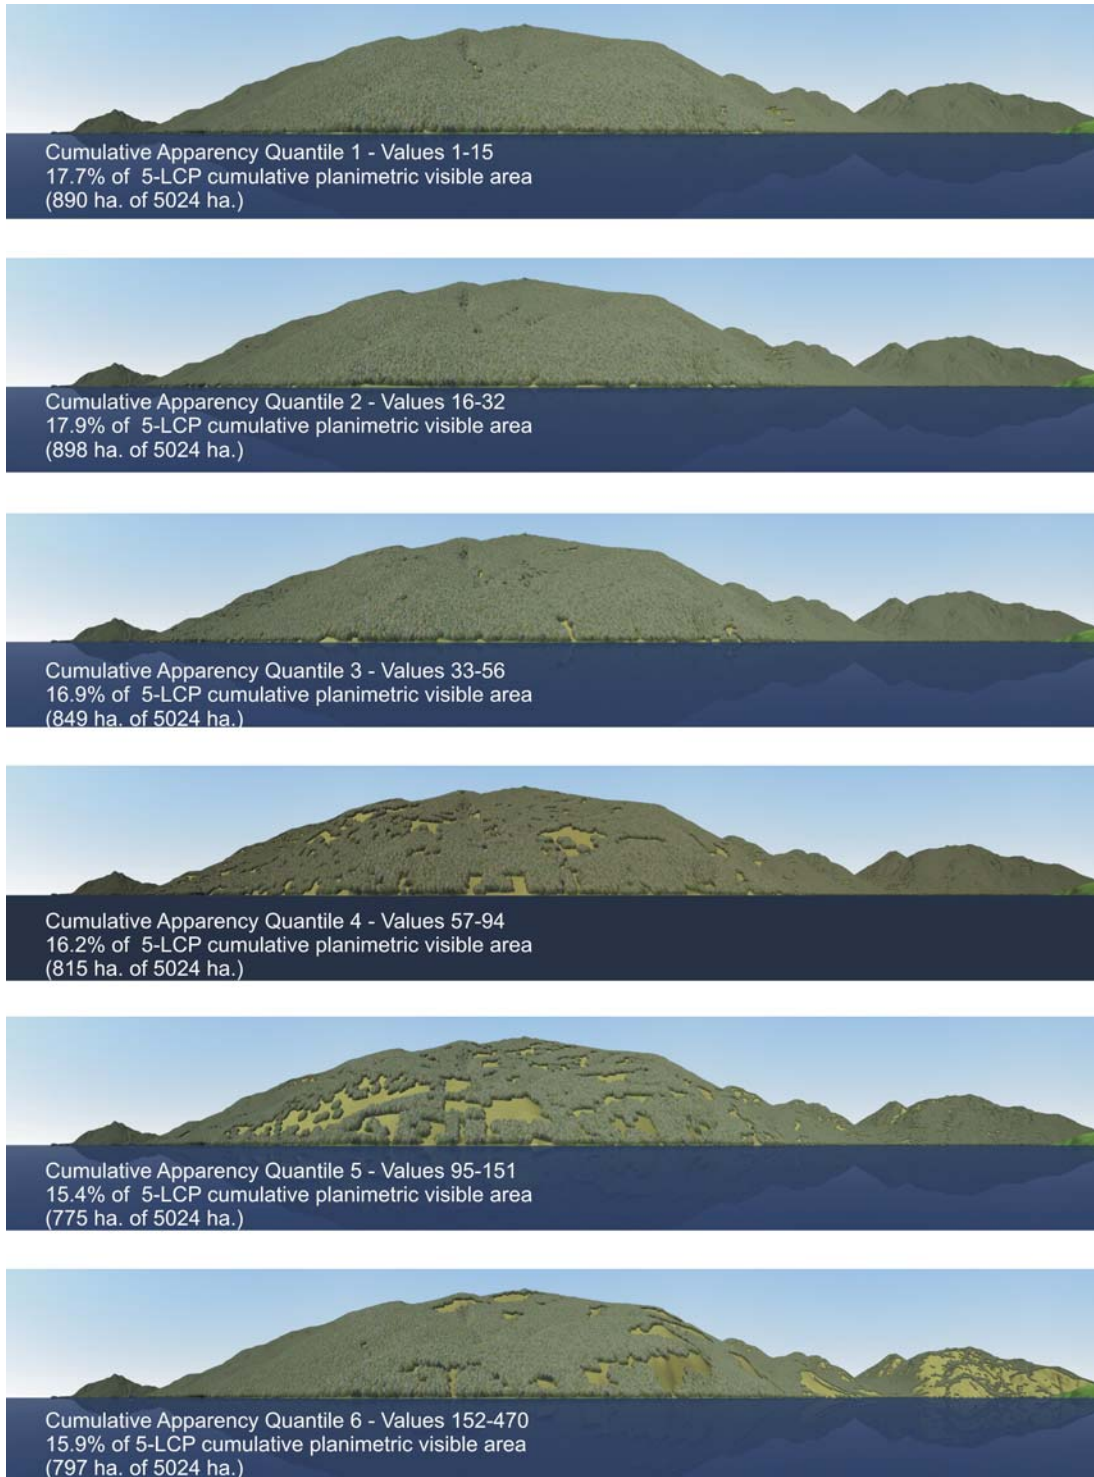 Cumulative Apparency Quantile 1 - Values 1-15
17.7% of 5-LCP cumulative planimetric visible area
(890 ha. of 5024 ha.)
Cumulative Apparency Quantile 2 - Values 16-32
17.9% of 5-LCP cumulative planimetric visible area
(898 ha. of 5024 ha.)
Cumulative Apparency Quantile 3 - Values 33-56
16.9% of 5-LCP cumulative planimetric visible area
(849 ha. of 5024 ha.)
Cumulative Apparency Quantile 4 - Values 57-94
16.2% of 5-LCP cumulative planimetric visible area
(815 ha. of 5024 ha.)
Cumulative Apparency Quantile 5 - Values 95-151
15.4% of 5-LCP cumulative planimetric visible area
(775 ha. of 5024 ha.)
Cumulative Apparency Quantile 6 - Values 152-470
15.9% of 5-LCP cumulative planimetric visible area
(797 ha. of 5024 ha.)